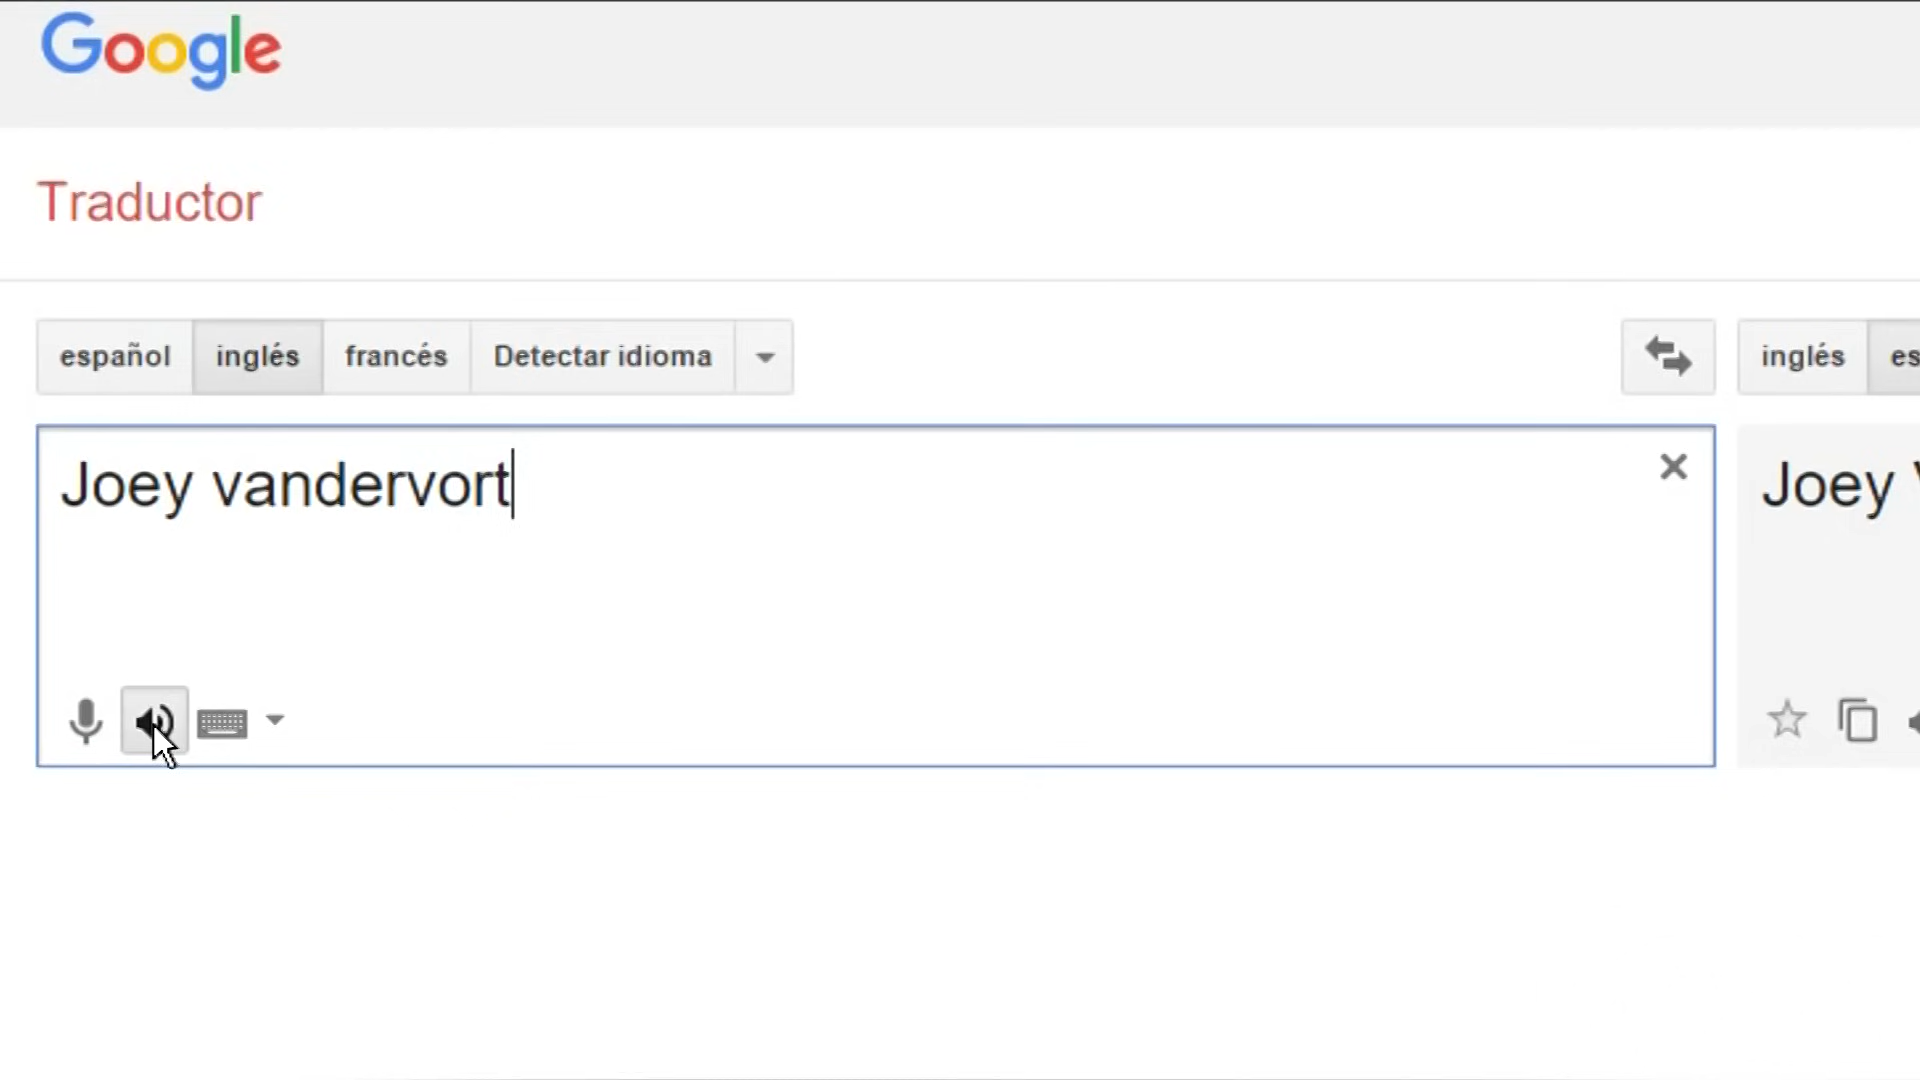 Google
Traductor
español inglés francés Detectar idioma inglés
Joey vandervort
Joey